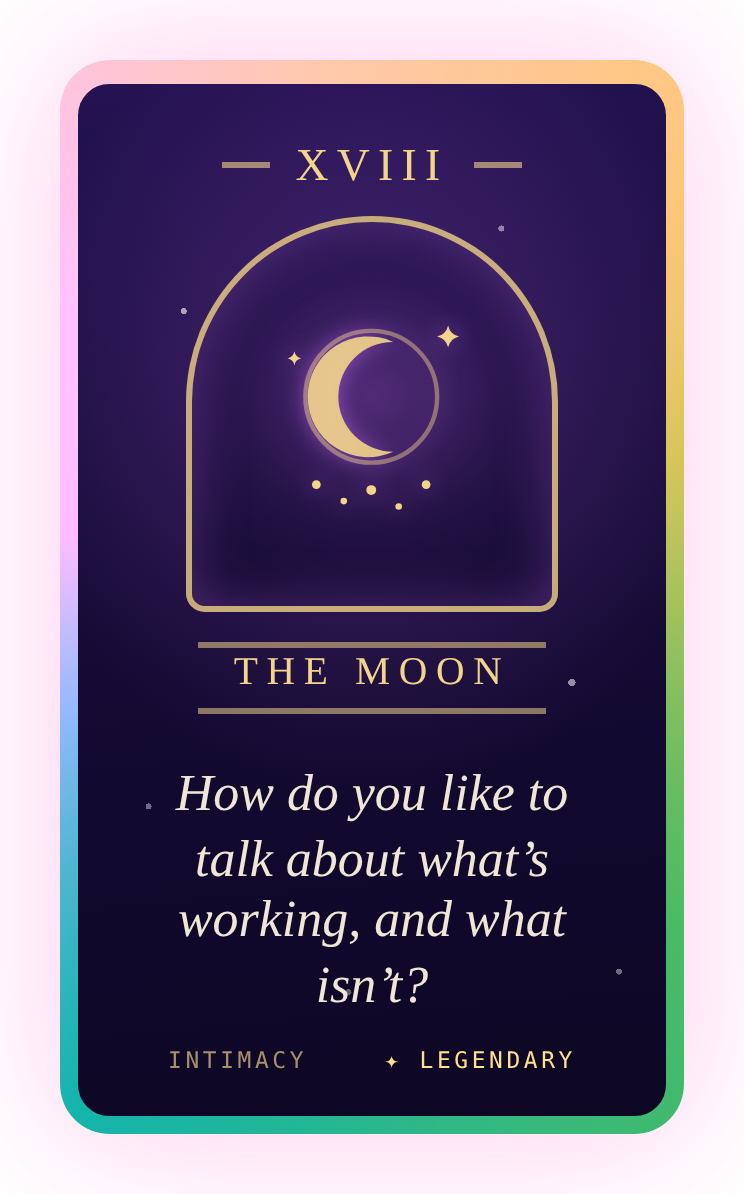 XVIII
THE MOON
How do you like to
talk about what’s
working, and what
isn’t?
INTIMACY ✦ LEGENDARY